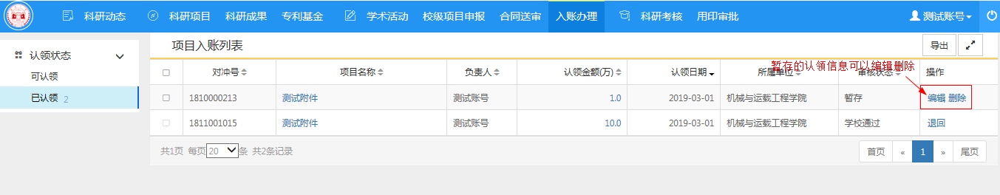 科研动态 科研项目 科研成果 专利基金 学术活动 校级项目申报 合同送审 入账办理 科研考核 用印审批 测试账号
认领状态
可认领
已认领 2
项目入账列表 导出
暂存的认领信息可以编辑删除
对冲号 项目名称 负责人 认领金额(万) 认领日期 所属单位 审核状态 操作
1810000213 测试附件 测试账号 1.0 2019-03-01 机械与运载工程学院 暂存 编辑 删除
1811001015 测试附件 测试账号 10.0 2019-03-01 机械与运载工程学院 学校通过 退回
共1页 每页 20 条 共2条记录 首页 « 1 » 尾页